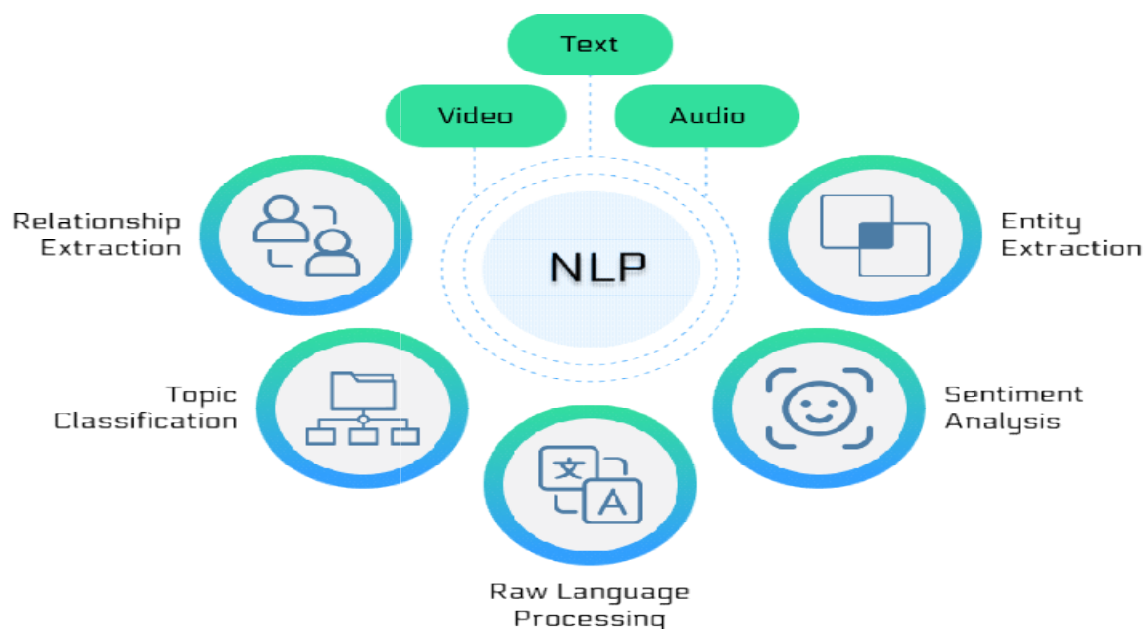 Text
Video
Audio
NLP
Relationship
Extraction
Entity
Extraction
Topic
Classification
Sentiment
Analysis
文
A
Raw Language
Processing